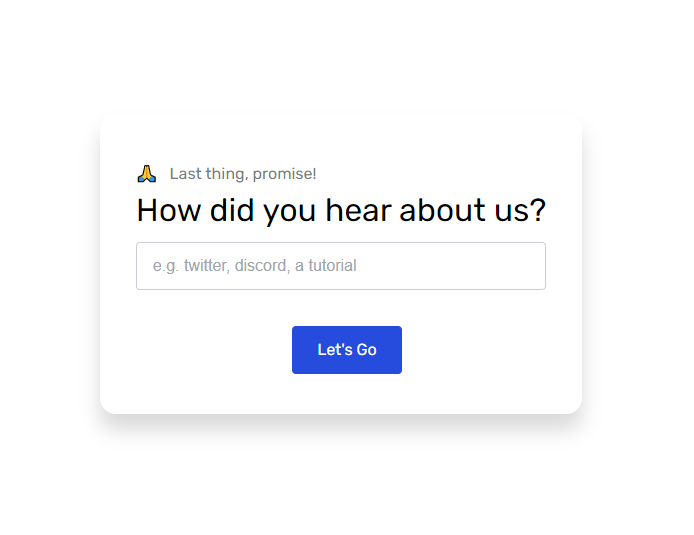 🙏 Last thing, promise!
How did you hear about us?
e.g. twitter, discord, a tutorial
Let's Go